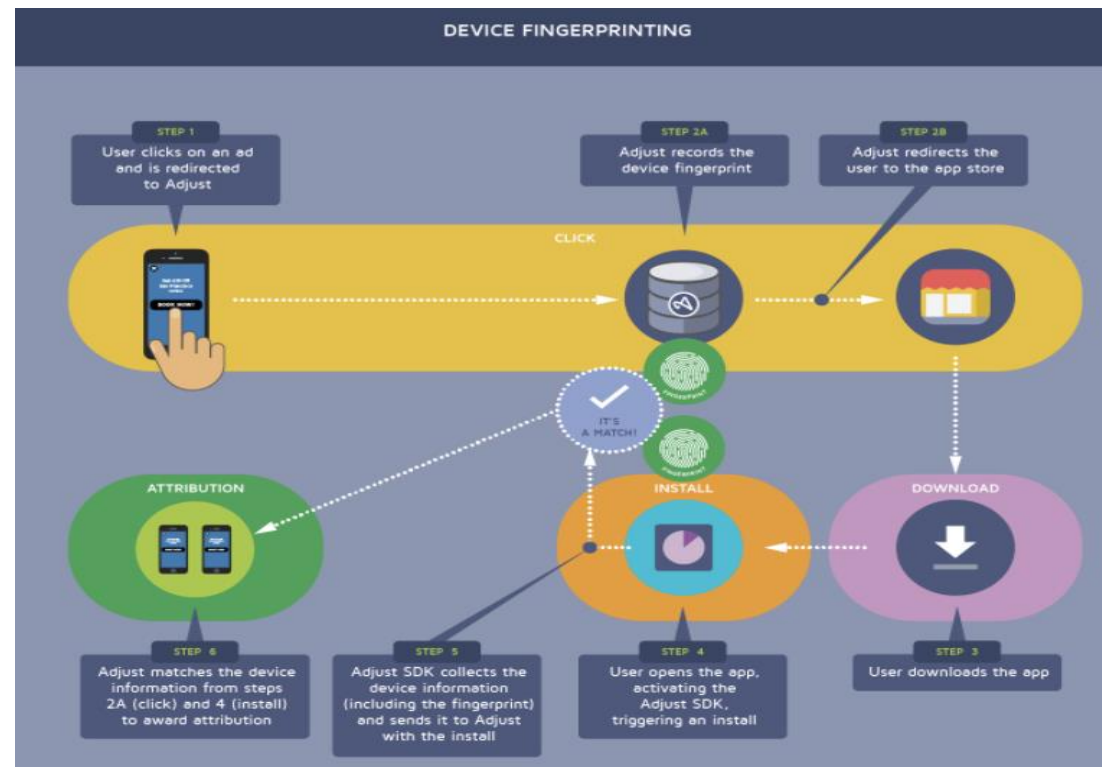 DEVICE FINGERPRINTING
STEP 1
User clicks on an ad
and is redirected
to Adjust
STEP 2A
Adjust records the
device fingerprint
STEP 2B
Adjust redirects the
user to the app store
CLICK
BOOK NOW!
FINGERPRINT
IT'S
A MATCH!
FINGERPRINT
ATTRIBUTION
INSTALL
DOWNLOAD
STEP 6
Adjust matches the device
information from steps
2A (click) and 4 (install)
to award attribution
STEP 5
Adjust SDK collects the
device information
(including the fingerprint)
and sends it to Adjust
with the install
STEP 4
User opens the app,
activating the
Adjust SDK,
triggering an install
STEP 3
User downloads the app